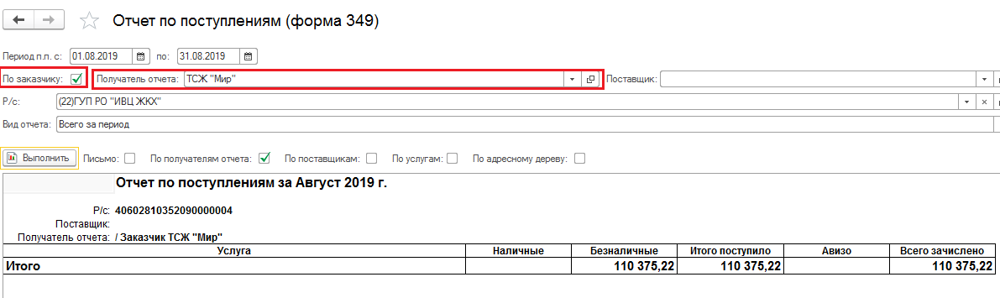 Отчет по поступлениям (форма 349)
Период п.п. с: 01.08.2019 по: 31.08.2019
По заказчику: Получатель отчета: ТСЖ "Мир" Поставщик:
Р/с: (22)ГУП РО "ИВЦ ЖКХ"
Вид отчета: Всего за период
Выполнить Письмо: По получателям отчета: По поставщикам: По услугам: По адресному дереву:
Отчет по поступлениям за Август 2019 г.
Р/с: 40602810352090000004
Поставщик:
Получатель отчета: / Заказчик ТСЖ "Мир"
Услуга Наличные Безналичные Итого поступило Авизо Всего зачислено
Итого 110 375,22 110 375,22 110 375,22